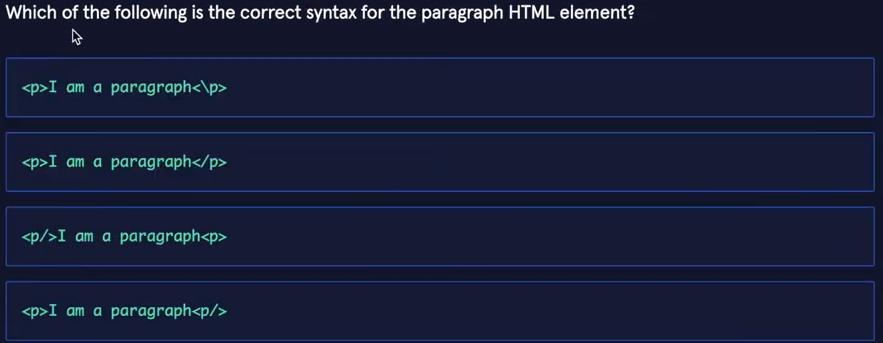 Which of the following is the correct syntax for the paragraph HTML element?
<p>I am a paragraph<\p>
<p>I am a paragraph</p>
<p/>I am a paragraph<p>
<p>I am a paragraph<p/>